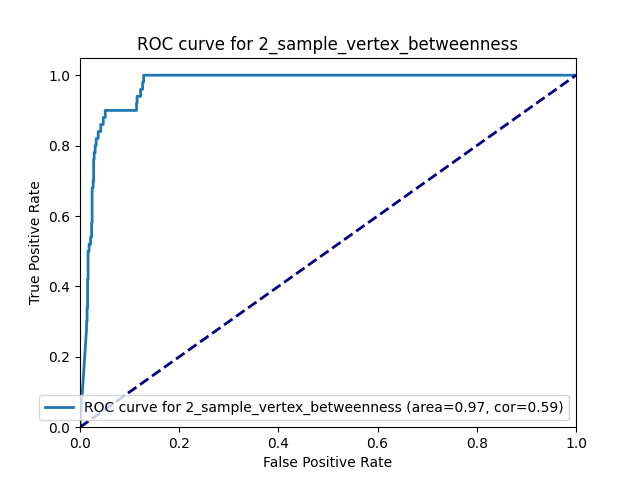 ROC curve for 2_sample_vertex_betweenness
1.0
0.8
0.6
0.4
0.2
0.0
True Positive Rate
ROC curve for 2_sample_vertex_betweenness (area=0.97, cor=0.59)
0.0 0.2 0.4 0.6 0.8 1.0
False Positive Rate